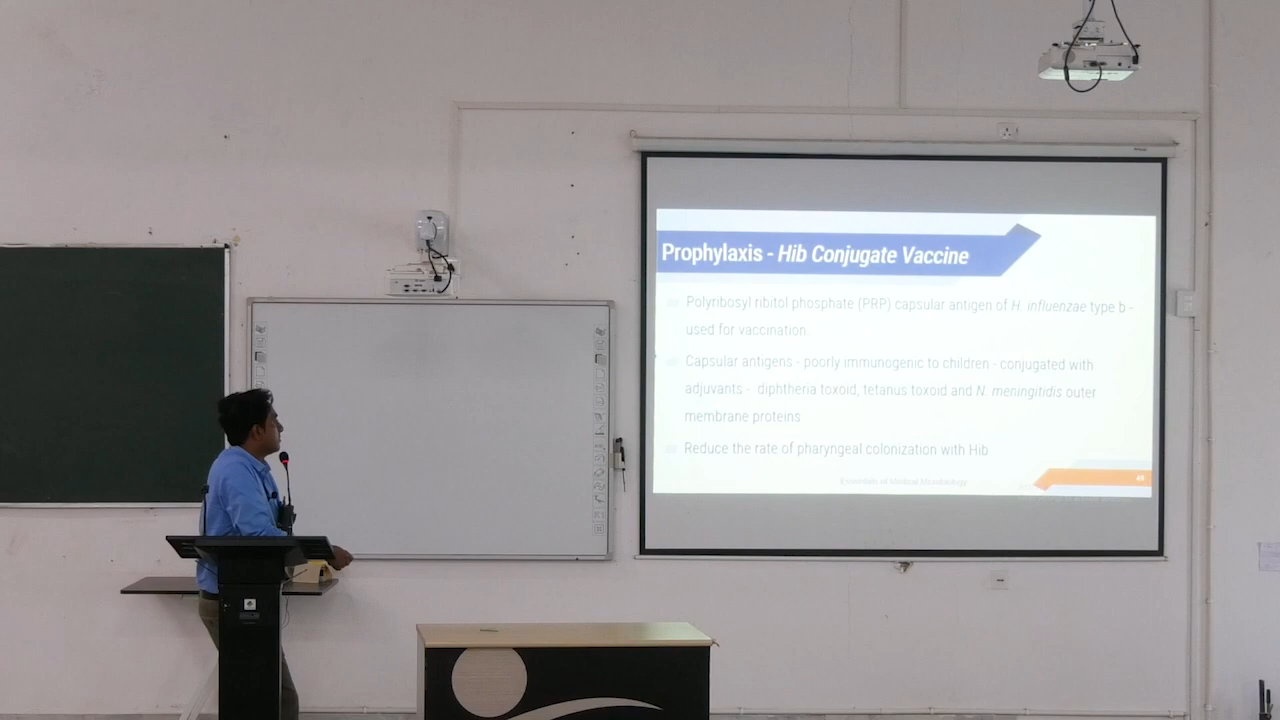 Prophylaxis - Hib Conjugate Vaccine
Polyribosyl ribitol phosphate (PRP) capsular antigen of H. influenzae type b -
used for vaccination
Capsular antigens - poorly immunogenic to children - conjugated with
adjuvants - diphtheria toxoid, tetanus toxoid and N. meningitidis outer
membrane proteins
Reduce the rate of pharyngeal colonization with Hib
Essentials of Medical Microbiology